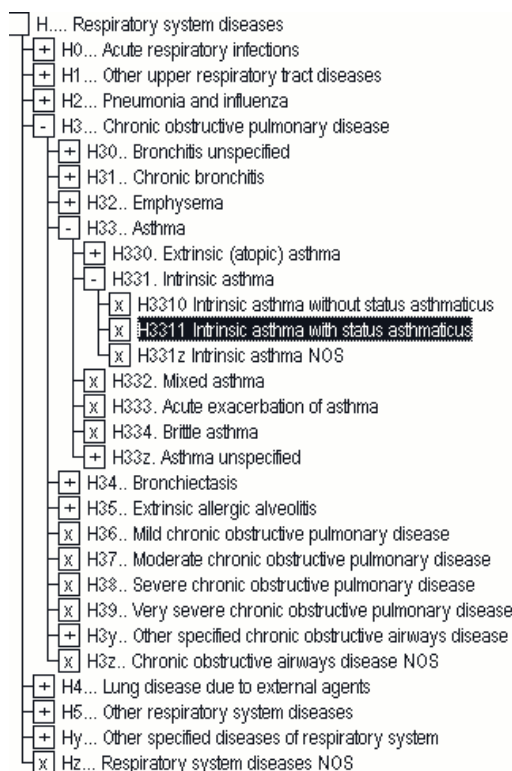 H.... Respiratory system diseases
+ H0... Acute respiratory infections
+ H1... Other upper respiratory tract diseases
+ H2... Pneumonia and influenza
- H3... Chronic obstructive pulmonary disease
+ H30.. Bronchitis unspecified
+ H31.. Chronic bronchitis
+ H32.. Emphysema
- H33.. Asthma
+ H330. Extrinsic (atopic) asthma
- H331. Intrinsic asthma
x H3310 Intrinsic asthma without status asthmaticus
x H3311 Intrinsic asthma with status asthmaticus
x H331z Intrinsic asthma NOS
x H332. Mixed asthma
x H333. Acute exacerbation of asthma
x H334. Brittle asthma
+ H33z. Asthma unspecified
+ H34.. Bronchiectasis
+ H35.. Extrinsic allergic alveolitis
x H36.. Mild chronic obstructive pulmonary disease
x H37.. Moderate chronic obstructive pulmonary disease
x H38.. Severe chronic obstructive pulmonary disease
x H39.. Very severe chronic obstructive pulmonary disease
+ H3y.. Other specified chronic obstructive airways disease
x H3z.. Chronic obstructive airways disease NOS
+ H4... Lung disease due to external agents
+ H5... Other respiratory system diseases
+ Hy... Other specified diseases of respiratory system
x Hz... Respiratory system diseases NOS